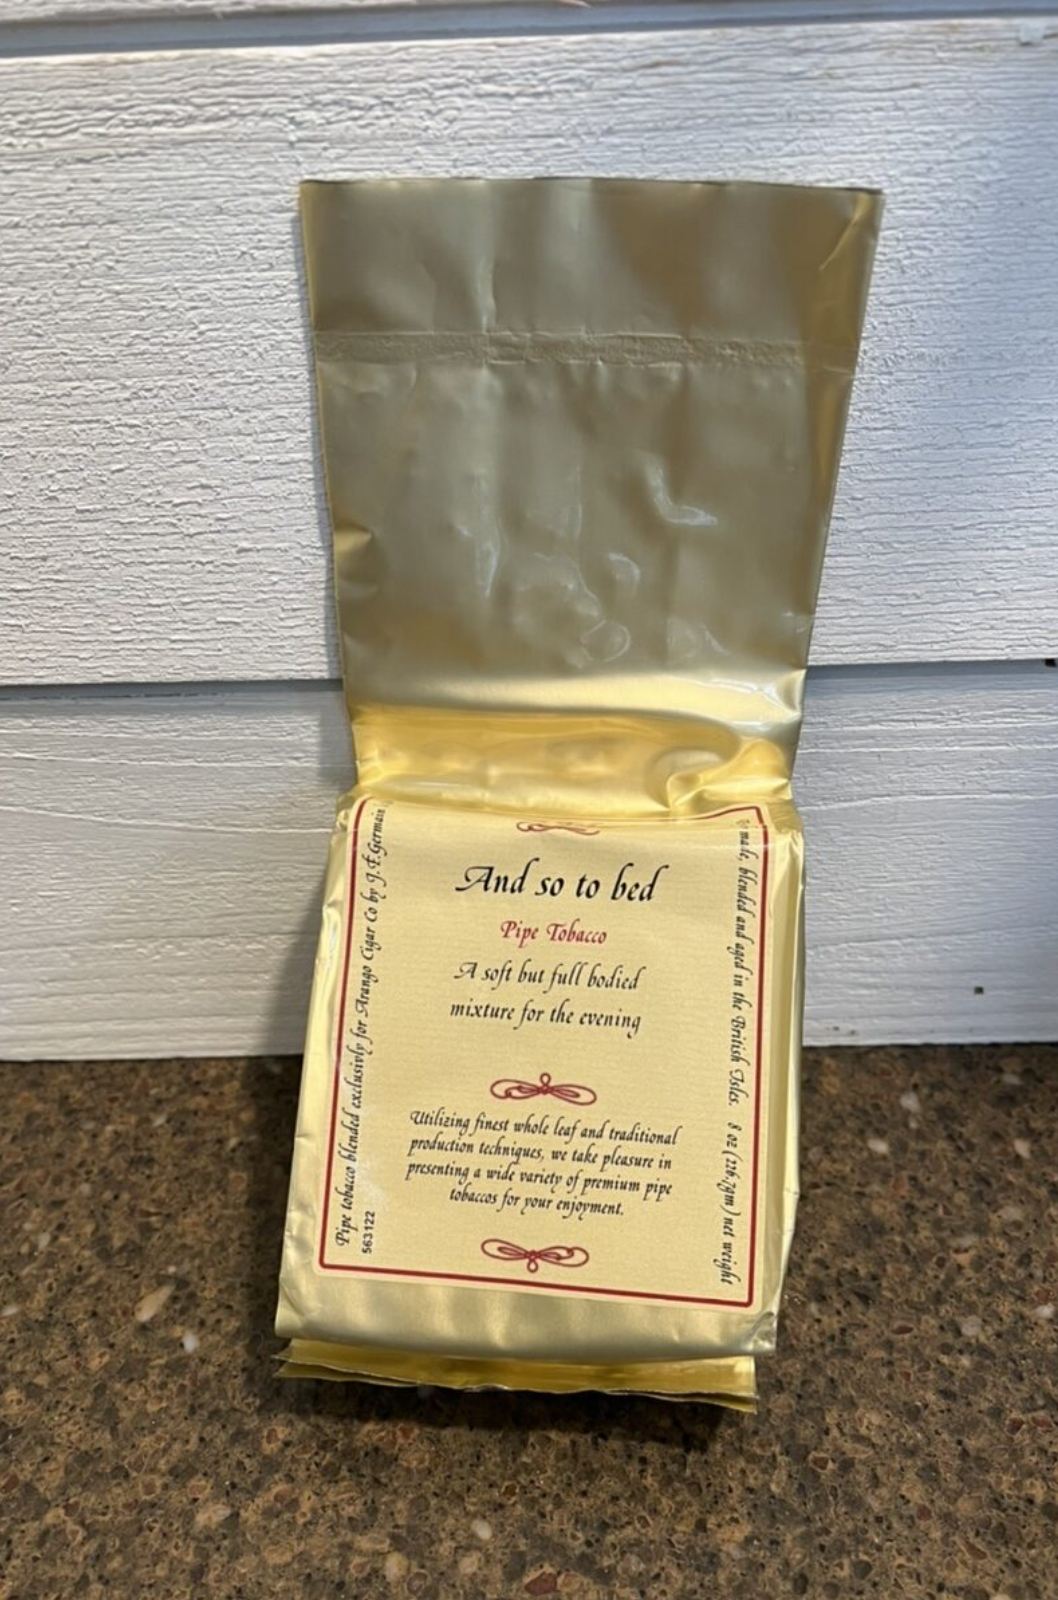 And so to bed
Pipe Tobacco
A soft but full bodied
mixture for the evening
Utilizing finest whole leaf and traditional
production techniques, we take pleasure in
presenting a wide variety of premium pipe
tobaccos for your enjoyment.
Pipe tobacco blended exclusivly for Arango Cigar Co by J.F.Germain
563122
made, blended and aged in the British Isles. 8 oz (226.7gm) net weight